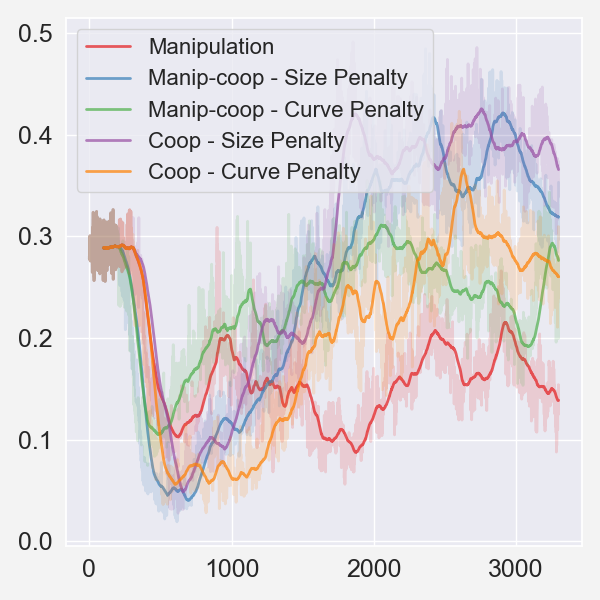 0.5
0.4
0.3
0.2
0.1
0.0
Manipulation
Manip-coop - Size Penalty
Manip-coop - Curve Penalty
Coop - Size Penalty
Coop - Curve Penalty
0 1000 2000 3000